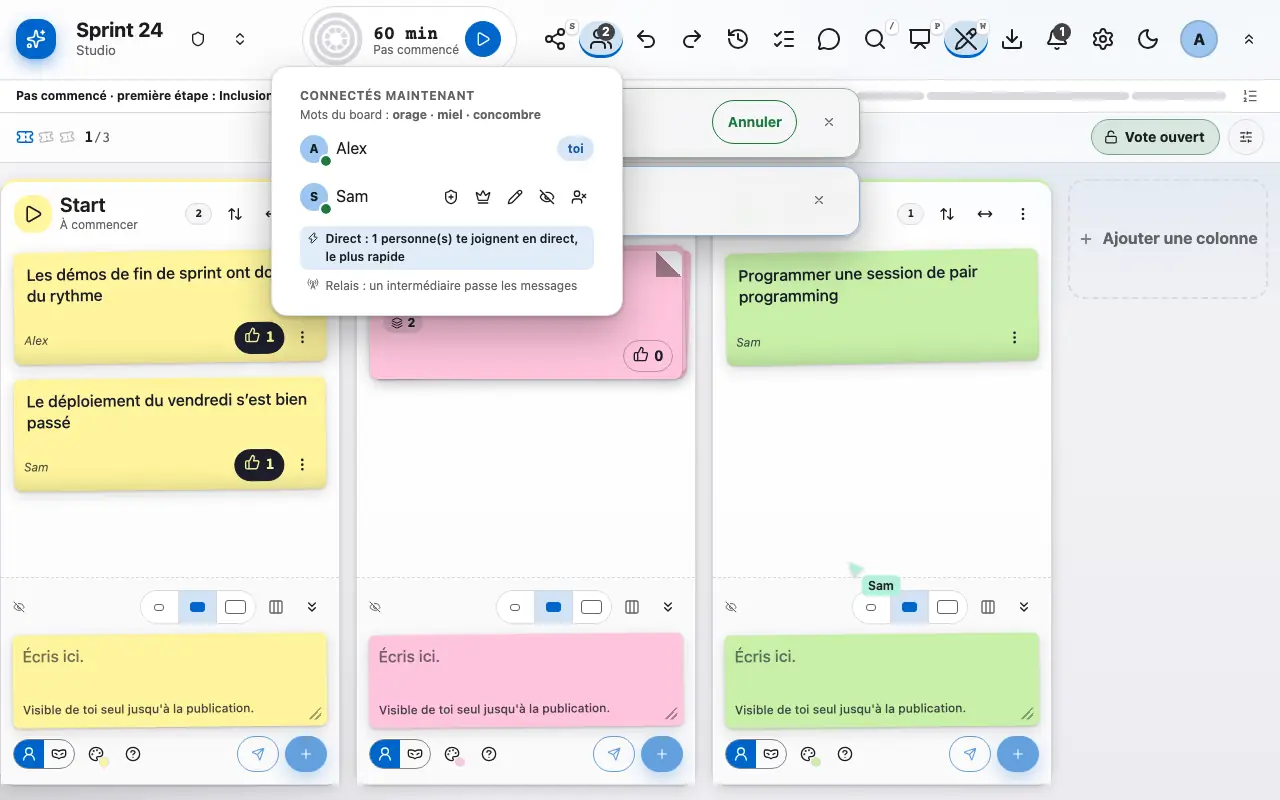 Sprint 24
Studio
60 min
Pas commencé
S
2
/
P
W
1
A
Pas commencé · première étape : Inclusion
1/3
CONNECTÉS MAINTENANT
Mots du board : orage · miel · concombre
A
Alex
toi
S
Sam
Direct : 1 personne(s) te joignent en direct,
le plus rapide
Relais : un intermédiaire passe les messages
Annuler
Vote ouvert
Start
À commencer
2
Les démos de fin de sprint ont do
du rythme
Alex
1
Le déploiement du vendredi s’est bien
passé
Sam
1
2
0
1
Programmer une session de pair
programming
Sam
Ajouter une colonne
Sam
Écris ici.
Visible de toi seul jusqu'à la publication.
Écris ici.
Visible de toi seul jusqu'à la publication.
Écris ici.
Visible de toi seul jusqu'à la publication.